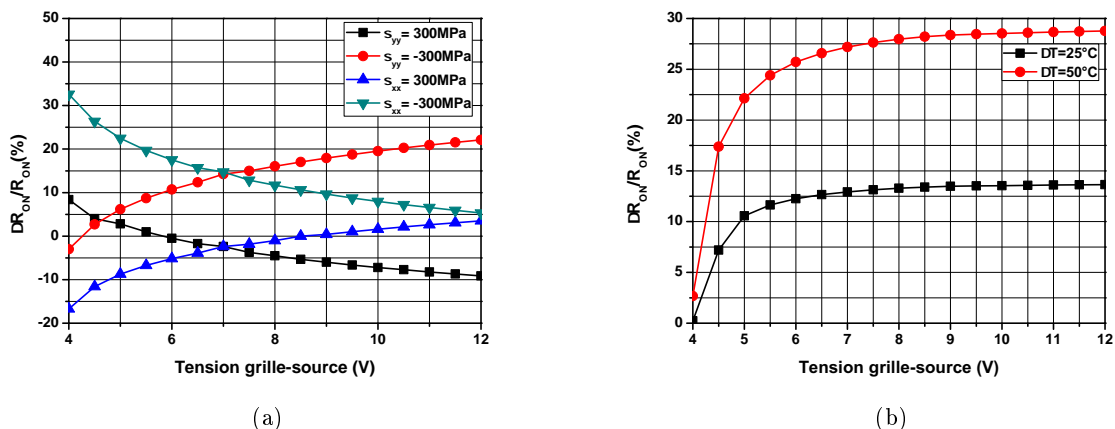 50
40
30
20
10
0
-10
-20
DR_ON/R_ON(%)
s_yy = 300MPa
s_yy = -300MPa
s_xx = 300MPa
s_xx = -300MPa
4 6 8 10 12
Tension grille-source (V)
(a)
30
25
20
15
10
5
0
DR_ON/R_ON(%)
DT=25°C
DT=50°C
4 5 6 7 8 9 10 11 12
Tension grille-source (V)
(b)